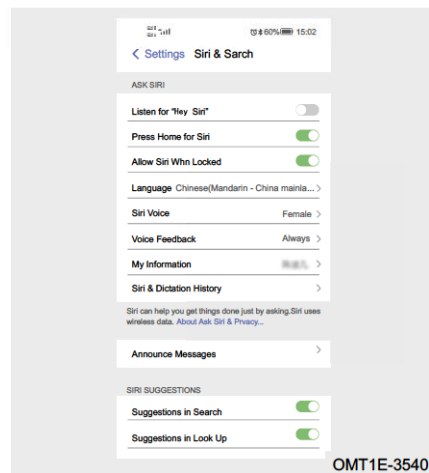 60% 15:02
< Settings Siri & Sarch
ASK SIRI
Listen for "Hey Siri"
Press Home for Siri
Allow Siri Whn Locked
Language Chinese(Mandarin - China mainla... >
Siri Voice Female >
Voice Feedback Always >
My Information >
Siri & Dictation History >
Siri can help you get things done just by asking.Siri uses
wireless data. About Ask Siri & Privacy...
Announce Messages >
SIRI SUGGESTIONS
Suggestions in Search
Suggestions in Look Up
OMT1E-3540